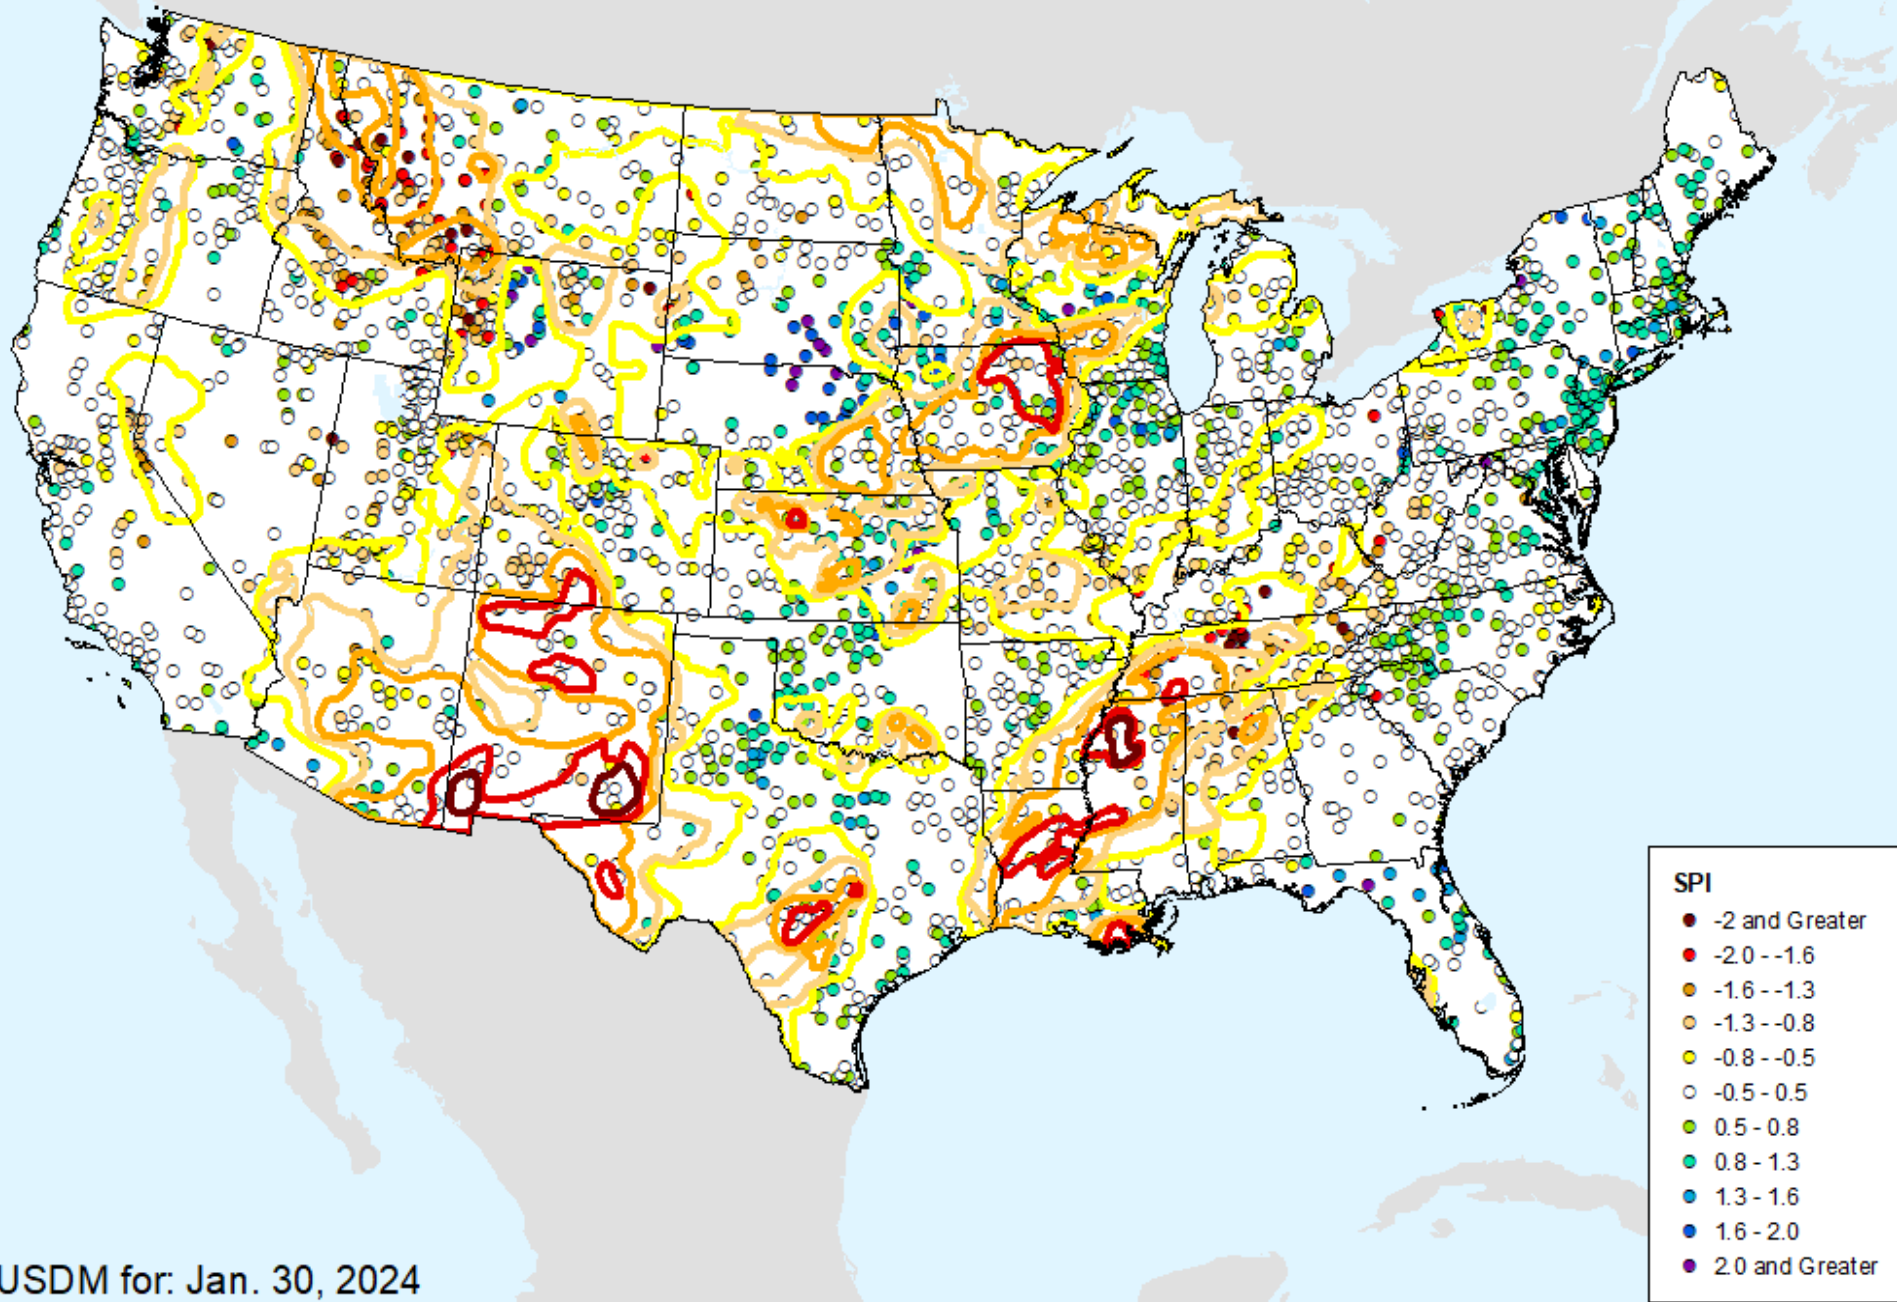 SPI
-2 and Greater
-2.0 - -1.6
-1.6 - -1.3
-1.3 - -0.8
-0.8 - -0.5
-0.5 - 0.5
0.5 - 0.8
0.8 - 1.3
1.3 - 1.6
1.6 - 2.0
2.0 and Greater
USDM for: Jan. 30, 2024